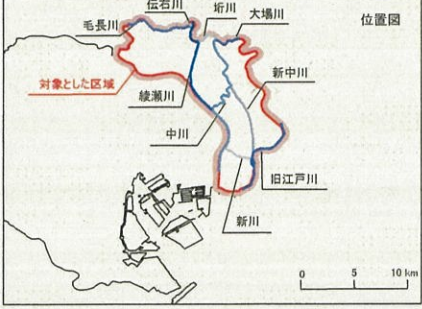 伝右川
垳川
毛長川
大場川
位置図
新中川
対象とした区域
綾瀬川
中川
旧江戸川
新川
0 5 10 km